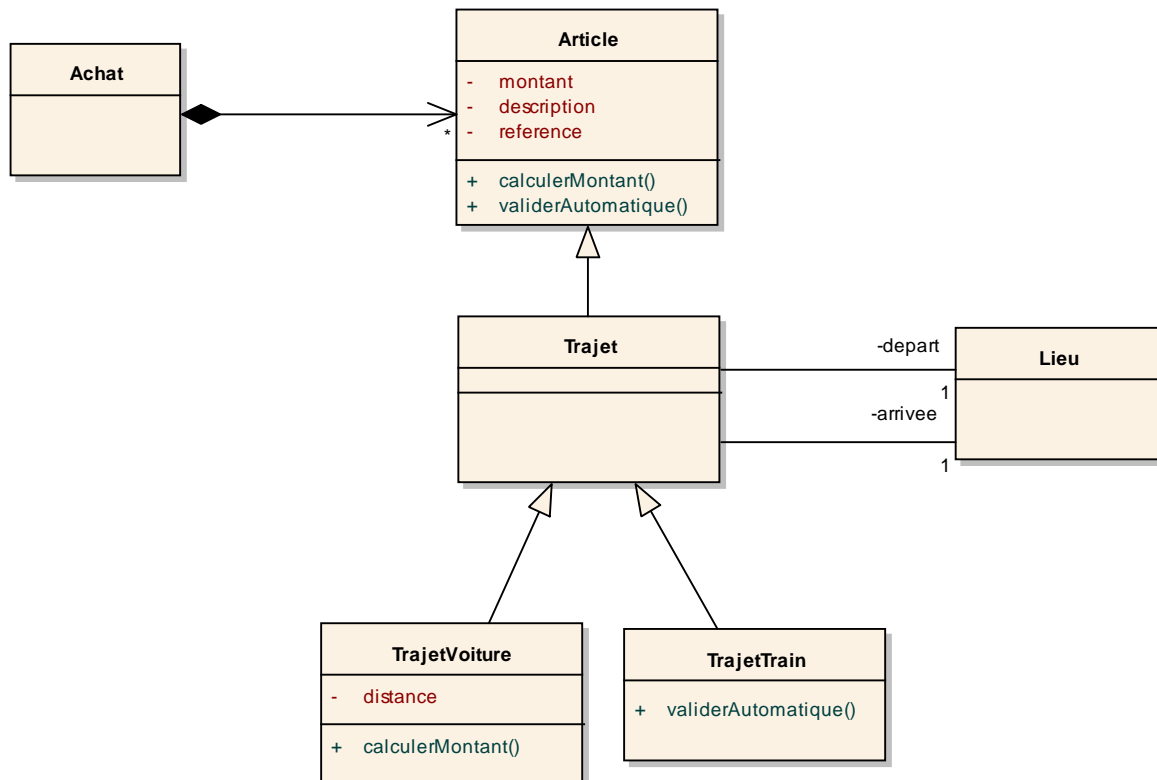 Achat
*
Article
- montant
- description
- reference
+ calculerMontant()
+ validerAutomatique()
Trajet
-depart
1
-arrivee
1
Lieu
TrajetVoiture
- distance
+ calculerMontant()
TrajetTrain
+ validerAutomatique()